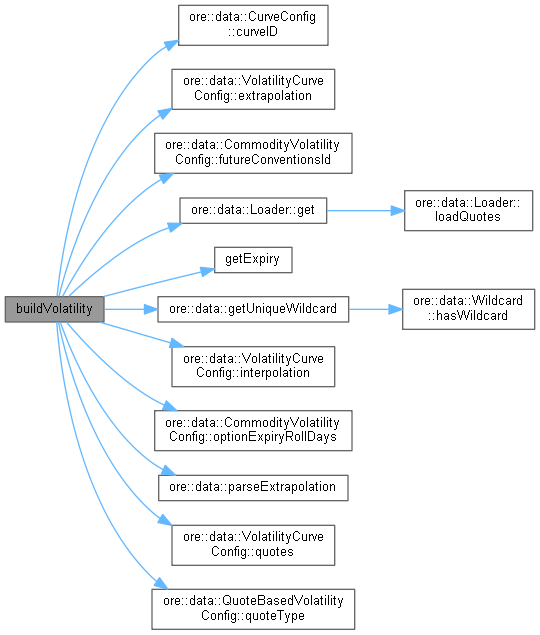 buildVolatility
ore::data::CurveConfig
::curveID
ore::data::VolatilityCurve
Config::extrapolation
ore::data::CommodityVolatility
Config::futureConventionsId
ore::data::Loader::get
ore::data::Loader::
loadQuotes
getExpiry
ore::data::getUniqueWildcard
ore::data::Wildcard
::hasWildcard
ore::data::VolatilityCurve
Config::interpolation
ore::data::CommodityVolatility
Config::optionExpiryRollDays
ore::data::parseExtrapolation
ore::data::VolatilityCurve
Config::quotes
ore::data::QuoteBasedVolatility
Config::quoteType